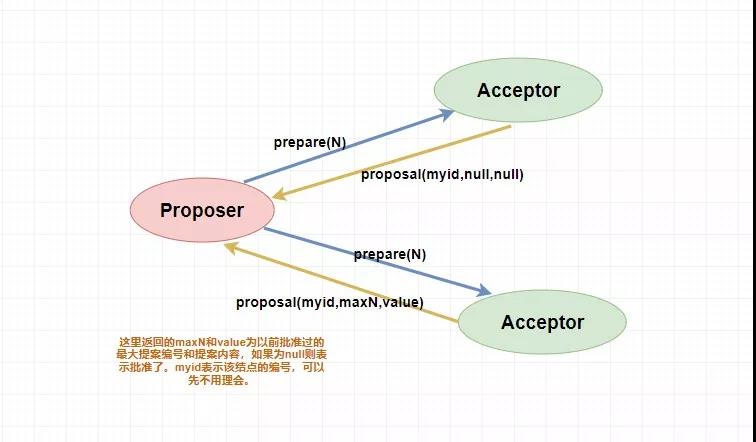 Acceptor
prepare(N)
proposal(myid,null,null)
Proposer
prepare(N)
proposal(myid,maxN,value)
Acceptor
这里返回的maxN和value为以前批准过的
最大提案编号和提案内容，如果为null则表
示批准了。myid表示该结点的编号，可以
先不用理会。